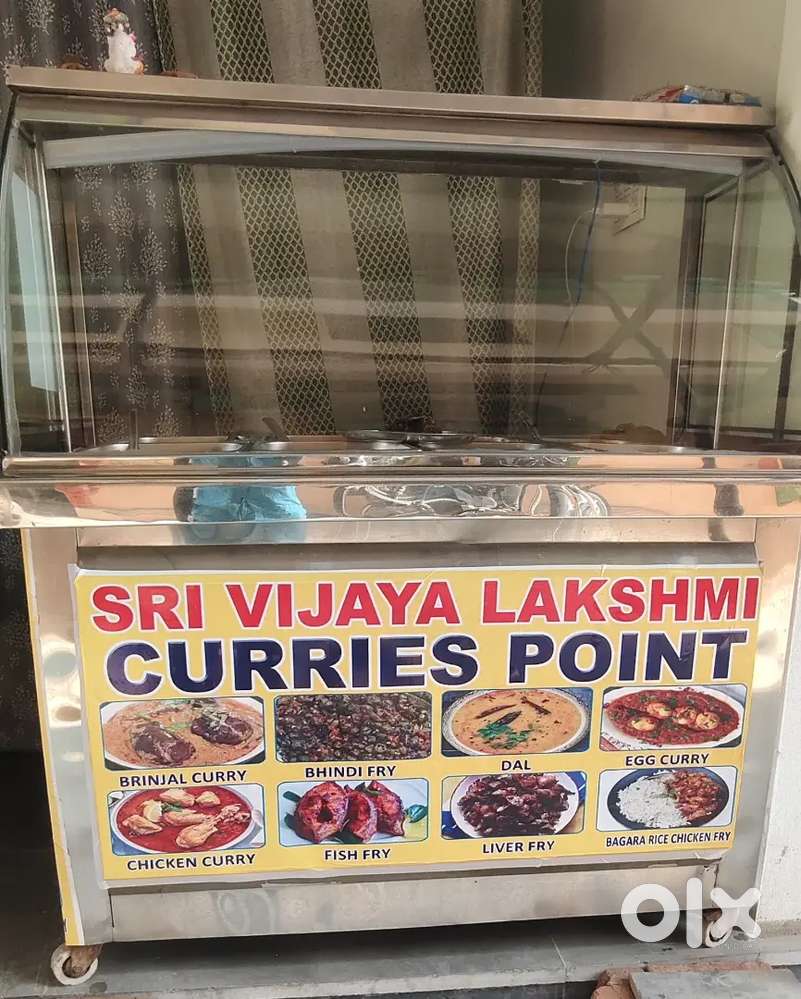 SRI VIJAYA LAKSHMI
CURRIES POINT
BRINJAL CURRY
BHINDI FRY
DAL
EGG CURRY
CHICKEN CURRY
FISH FRY
LIVER FRY
BAGARA RICE CHICKEN FRY
olx